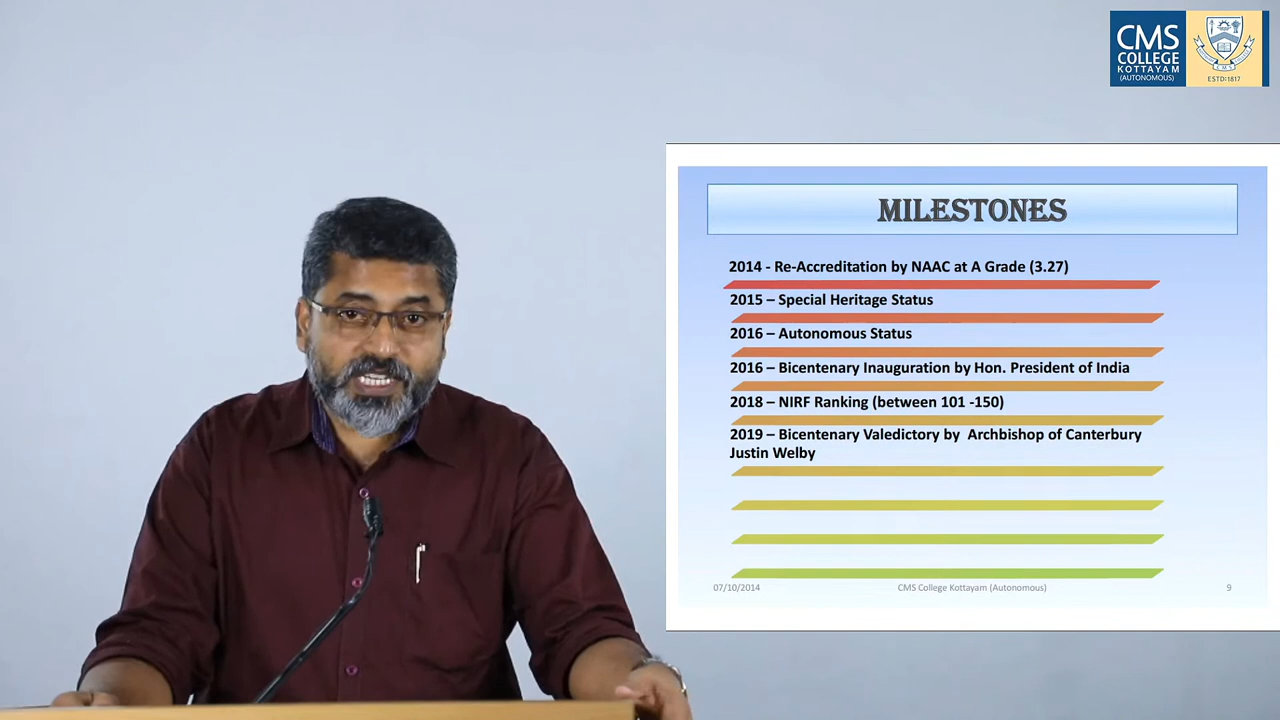 CMS
COLLEGE
KOTTAYAM
(AUTONOMOUS)
ESTD:1817
MILESTONES
2014 - Re-Accreditation by NAAC at A Grade (3.27)
2015 – Special Heritage Status
2016 – Autonomous Status
2016 – Bicentenary Inauguration by Hon. President of India
2018 – NIRF Ranking (between 101 -150)
2019 – Bicentenary Valedictory by Archbishop of Canterbury
Justin Welby
07/10/2014 CMS College Kottayam (Autonomous) 9